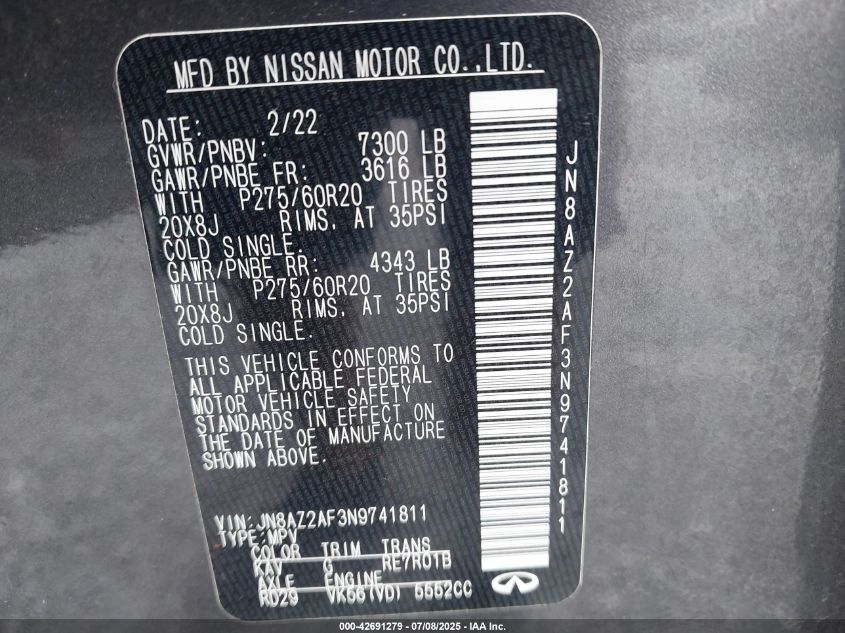 MFD BY NISSAN MOTOR CO.,LTD.
DATE: 2/22
GVWR/PNBV: 7300 LB
GAWR/PNBE FR: 3616 LB
WITH P275/60R20 TIRES
20X8J RIMS, AT 35PSI
COLD SINGLE.
GAWR/PNBE RR: 4343 LB
WITH P275/60R20 TIRES
20X8J RIMS, AT 35PSI
COLD SINGLE.
THIS VEHICLE CONFORMS TO
ALL APPLICABLE FEDERAL
MOTOR VEHICLE SAFETY
STANDARDS IN EFFECT ON
THE DATE OF MANUFACTURE
SHOWN ABOVE.
VIN:JN8AZ2AF3N9741811
TYPE:MPV
COLOR TRIM TRANS
KAV G RE7R01B
AXLE ENGINE
RD29 VK56(VD) 5552CC
JN8AZ2AF3N9741811
000-42691279 - 07/08/2025 - IAA Inc.